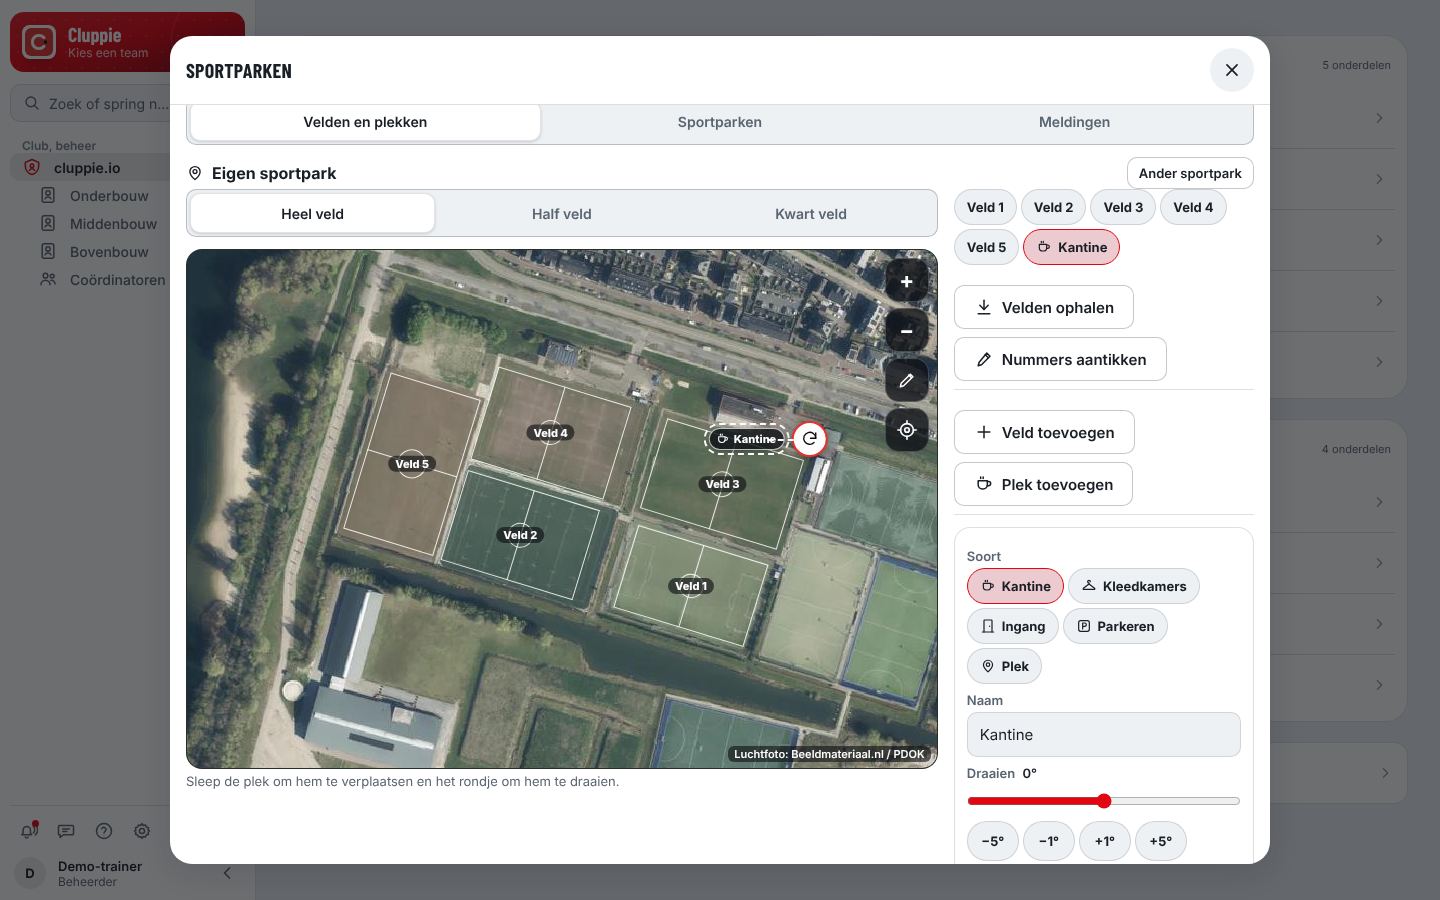 Cluppie
Kies een team
Zoek of spring n...
Club, beheer
cluppie.io
Onderbouw
Middenbouw
Bovenbouw
Coördinatoren
D
Demo-trainer
Beheerder
5 onderdelen
4 onderdelen
SPORTPARKEN
Velden en plekken
Sportparken
Meldingen
Eigen sportpark
Ander sportpark
Heel veld
Half veld
Kwart veld
Veld 5
Veld 4
Veld 2
Veld 3
Veld 1
Kantine
Luchtfoto: Beeldmateriaal.nl / PDOK
Sleep de plek om hem te verplaatsen en het rondje om hem te draaien.
Veld 1 Veld 2 Veld 3 Veld 4
Veld 5 Kantine
Velden ophalen
Nummers aantikken
Veld toevoegen
Plek toevoegen
Soort
Kantine Kleedkamers
Ingang Parkeren
Plek
Naam
Kantine
Draaien 0°
−5° −1° +1° +5°